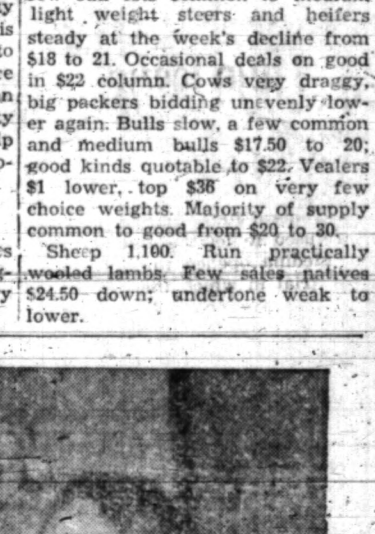 light weight steers and heifers
steady at the week's decline from
$18 to 21. Occasional deals on good
in $22 column. Cows very draggy,
big packers bidding unevenly low-
er again. Bulls slow, a few common
and medium bulls $17.50 to 20;
good kinds quotable to $22. Vealers
$1 lower, top $36 on very few
choice weights. Majority of supply
common to good from $20 to 30.
Sheep 1,100. Run practically
wooled lambs. Few sales natives
$24.50 down; undertone weak to
lower.